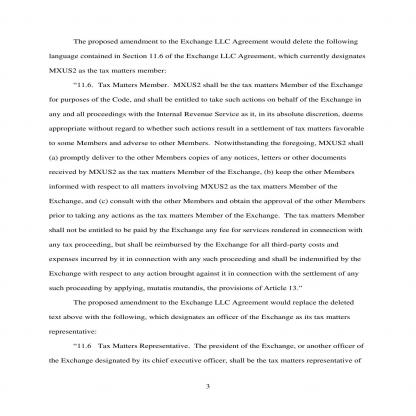 The proposed amendment to the Exchange LLC Agreement would delete the following
language contained in Section 11.6 of the Exchange LLC Agreement, which currently designates
MXUS2 as the tax matters member:
“11.6. Tax Matters Member. MXUS2 shall be the tax matters Member of the Exchange
for purposes of the Code, and shall be entitled to take such actions on behalf of the Exchange in
any and all proceedings with the Internal Revenue Service as it, in its absolute discretion, deems
appropriate without regard to whether such actions result in a settlement of tax matters favorable
to some Members and adverse to other Members. Notwithstanding the foregoing, MXUS2 shall
(a) promptly deliver to the other Members copies of any notices, letters or other documents
received by MXUS2 as the tax matters Member of the Exchange, (b) keep the other Members
informed with respect to all matters involving MXUS2 as the tax matters Member of the
Exchange, and (c) consult with the other Members and obtain the approval of the other Members
prior to taking any actions as the tax matters Member of the Exchange. The tax matters Member
shall not be entitled to be paid by the Exchange any fee for services rendered in connection with
any tax proceeding, but shall be reimbursed by the Exchange for all third-party costs and
expenses incurred by it in connection with any such proceeding and shall be indemnified by the
Exchange with respect to any action brought against it in connection with the settlement of any
such proceeding by applying, mutatis mutandis, the provisions of Article 13.”
The proposed amendment to the Exchange LLC Agreement would replace the deleted
text above with the following, which designates an officer of the Exchange as its tax matters
representative:
“11.6 Tax Matters Representative. The president of the Exchange, or another officer of
the Exchange designated by its chief executive officer, shall be the tax matters representative of
3